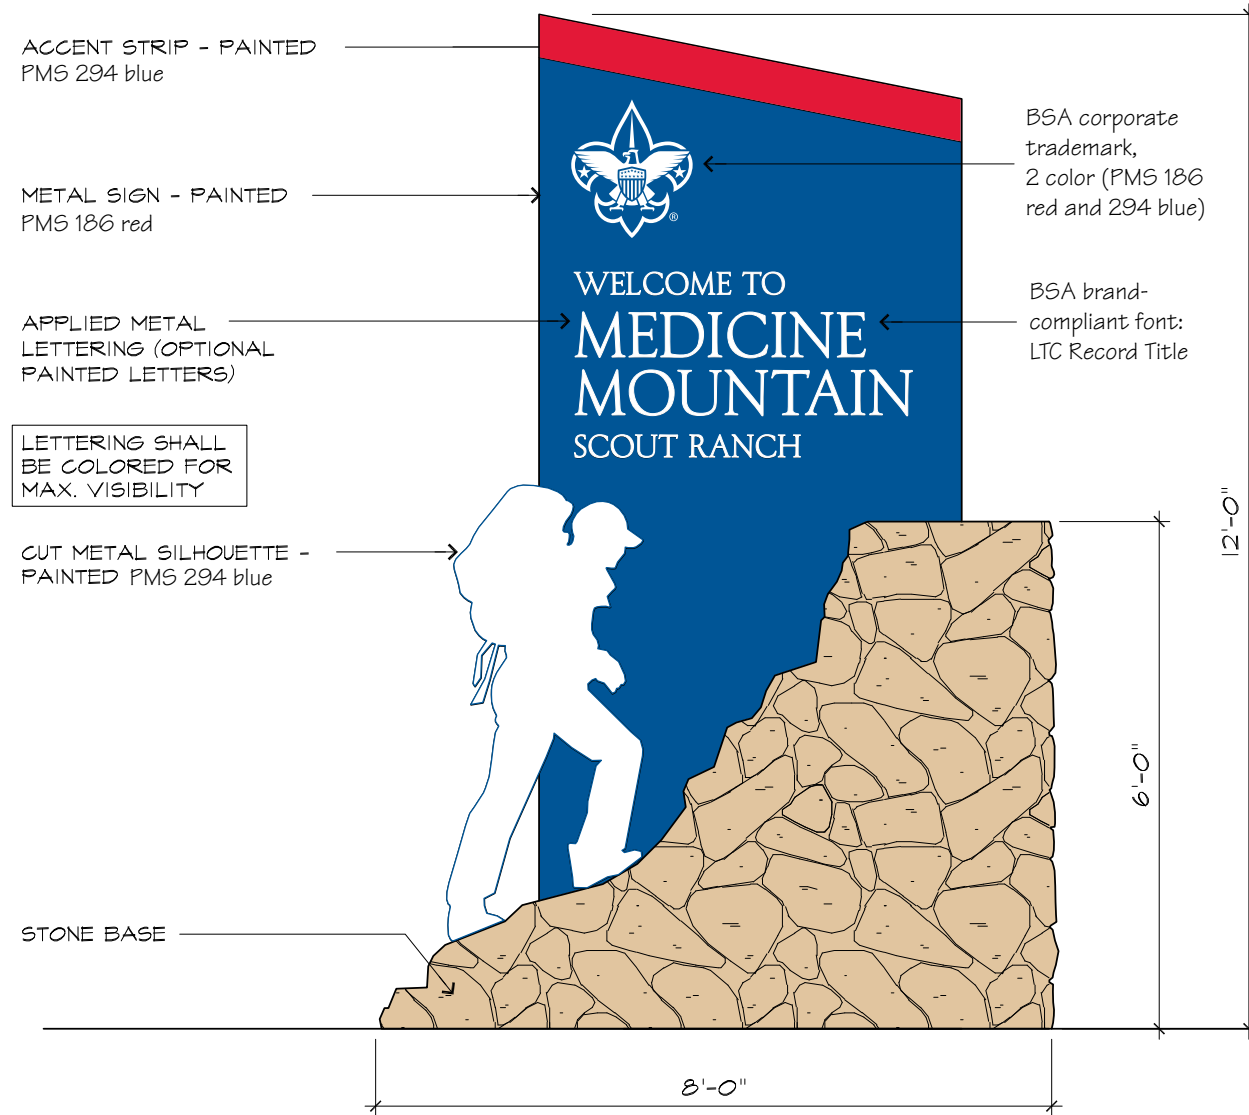 ACCENT STRIP - PAINTED
PMS 294 blue
METAL SIGN - PAINTED
PMS 186 red
APPLIED METAL
LETTERING (OPTIONAL
PAINTED LETTERS)
LETTERING SHALL
BE COLORED FOR
MAX. VISIBILITY
CUT METAL SILHOUETTE -
PAINTED PMS 294 blue
STONE BASE
®
WELCOME TO
MEDICINE
MOUNTAIN
SCOUT RANCH
BSA corporate
trademark,
2 color (PMS 186
red and 294 blue)
BSA brand-
compliant font:
LTC Record Title
12'-0"
6'-0"
8'-0"